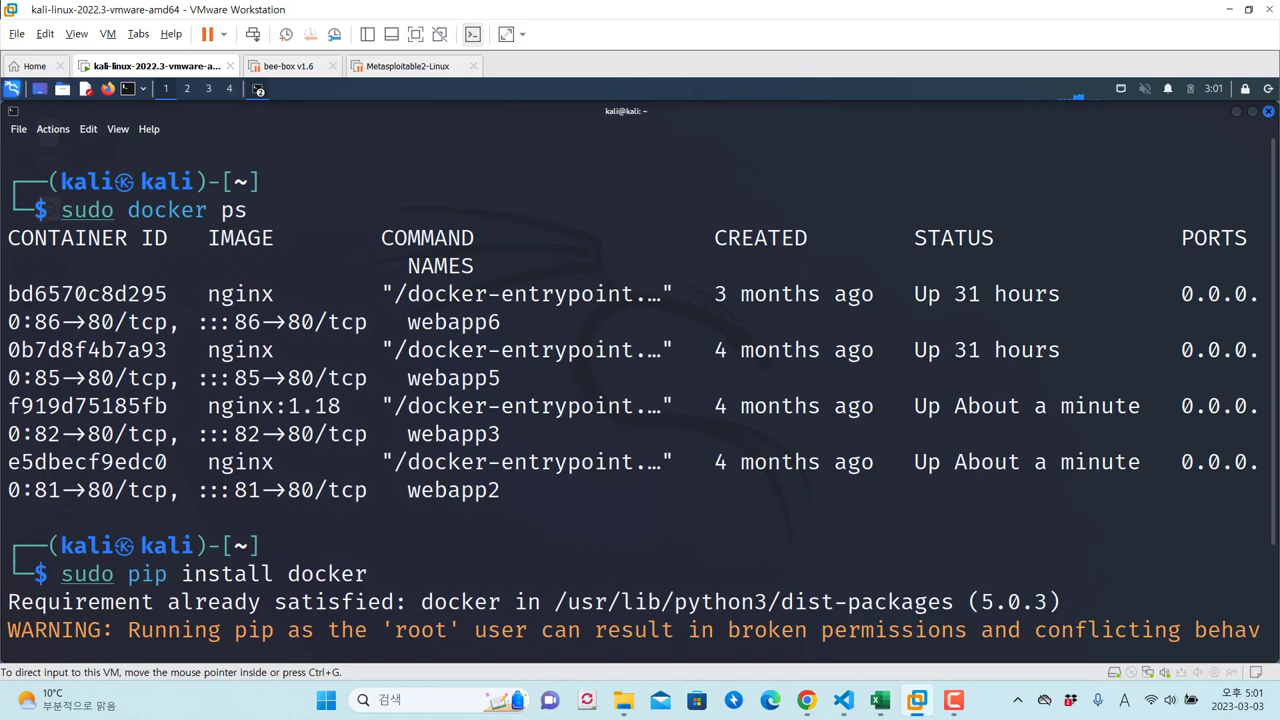 kali-linux-2022.3-vmware-amd64 - VMware Workstation
File Edit View VM Tabs Help
Home kali-linux-2022.3-vmware-a... bee-box v1.6 Metasploitable2-Linux
1 2 3 4 3:01
kali@kali: ~
File Actions Edit View Help
┌──(kali㉿kali)-[~]
└─$ sudo docker ps
CONTAINER ID IMAGE COMMAND CREATED STATUS PORTS
NAMES
bd6570c8d295 nginx "/docker-entrypoint.…" 3 months ago Up 31 hours 0.0.0.
0:86->80/tcp, :::86->80/tcp webapp6
0b7d8f4b7a93 nginx "/docker-entrypoint.…" 4 months ago Up 31 hours 0.0.0.
0:85->80/tcp, :::85->80/tcp webapp5
f919d75185fb nginx:1.18 "/docker-entrypoint.…" 4 months ago Up About a minute 0.0.0.
0:82->80/tcp, :::82->80/tcp webapp3
e5dbecf9edc0 nginx "/docker-entrypoint.…" 4 months ago Up About a minute 0.0.0.
0:81->80/tcp, :::81->80/tcp webapp2
┌──(kali㉿kali)-[~]
└─$ sudo pip install docker
Requirement already satisfied: docker in /usr/lib/python3/dist-packages (5.0.3)
WARNING: Running pip as the 'root' user can result in broken permissions and conflicting behav
To direct input to this VM, move the mouse pointer inside or press Ctrl+G.
10°C 검색 A 오후 5:01
부분적으로 맑음 2023-03-03